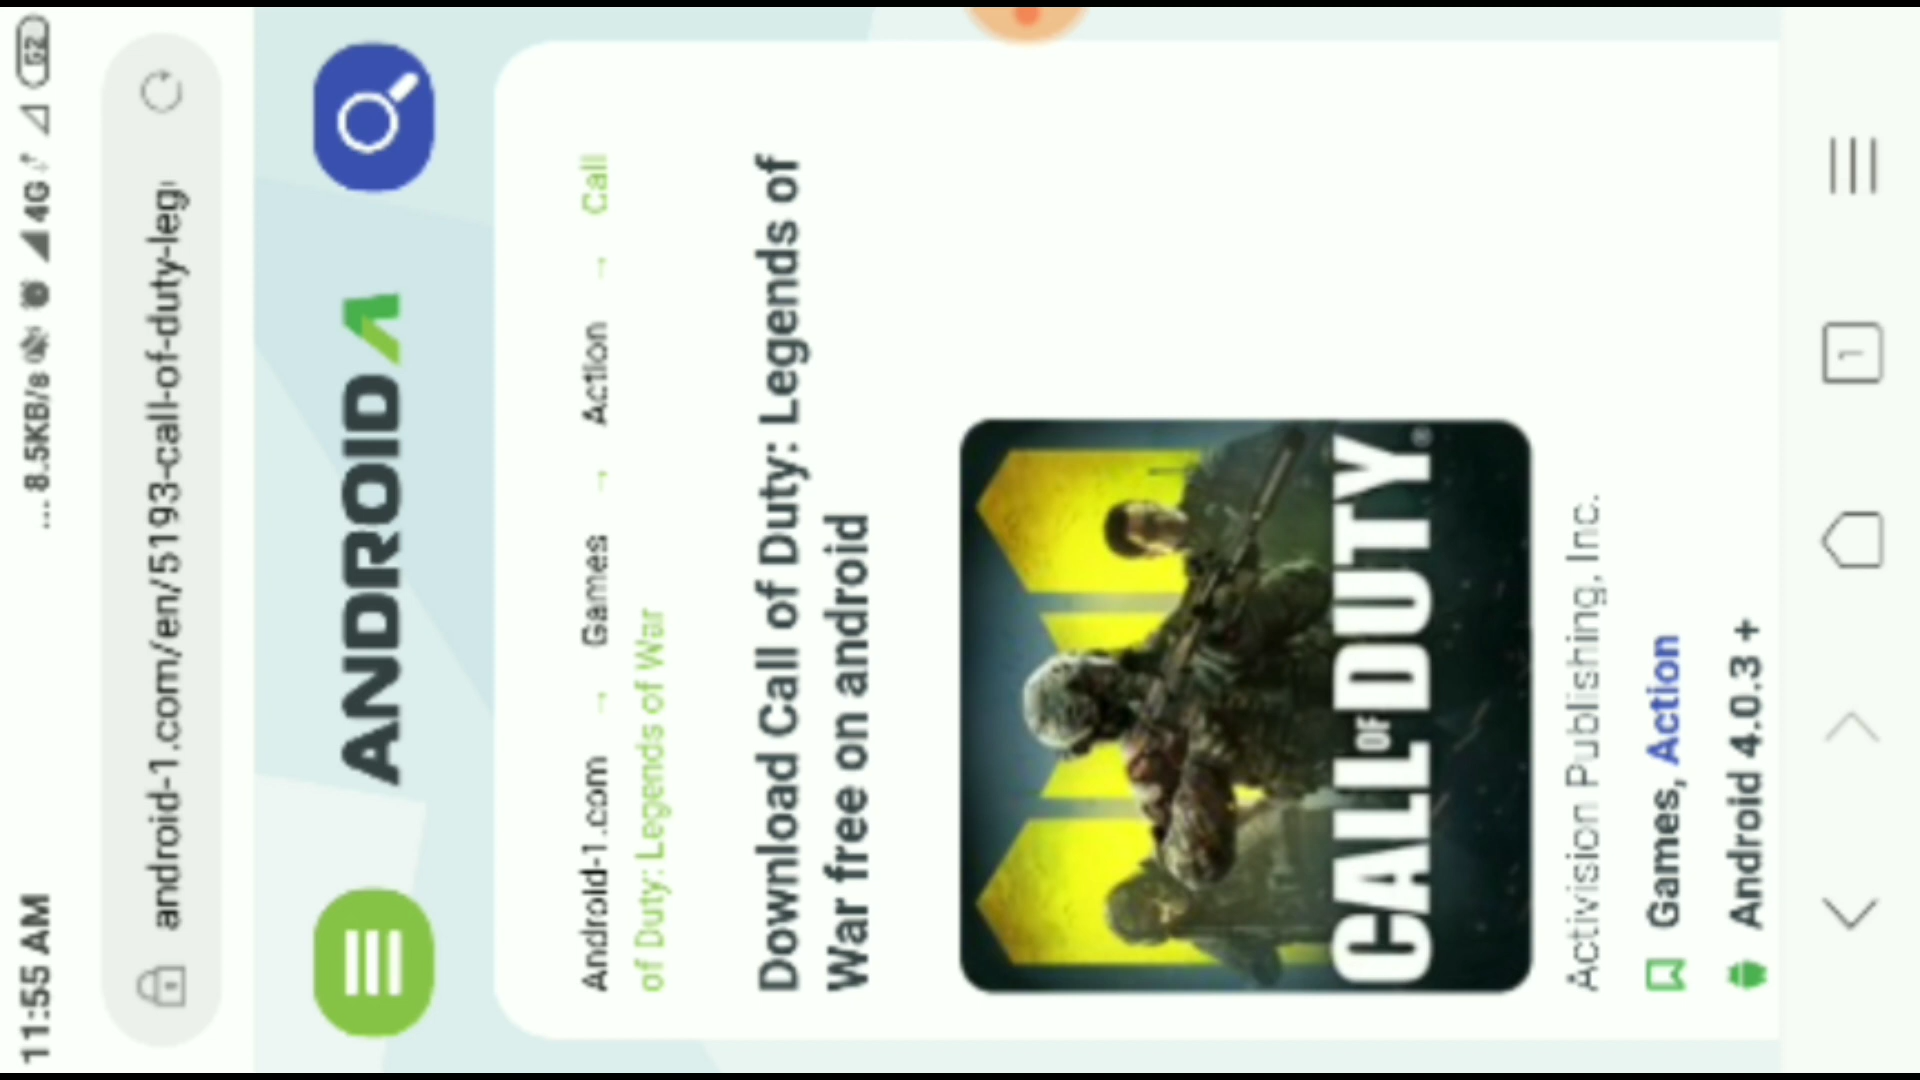 11:55 AM
... 8.5KB/s
4G
52
android-1.com/en/5193-call-of-duty-leg
ANDROID
Android-1.com → Games → Action → Call
of Duty: Legends of War
Download Call of Duty: Legends of
War free on android
CALL OF DUTY®
Activision Publishing, Inc.
Games, Action
Android 4.0.3 +
1